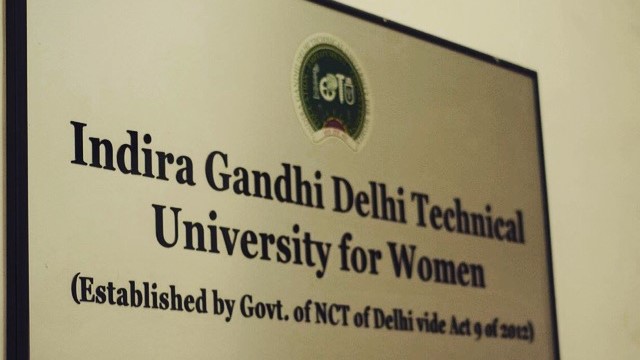 Indira Gandhi Delhi Technical
University for Women
(Established by Govt. of NCT of Delhi vide Act 9 of 2012)